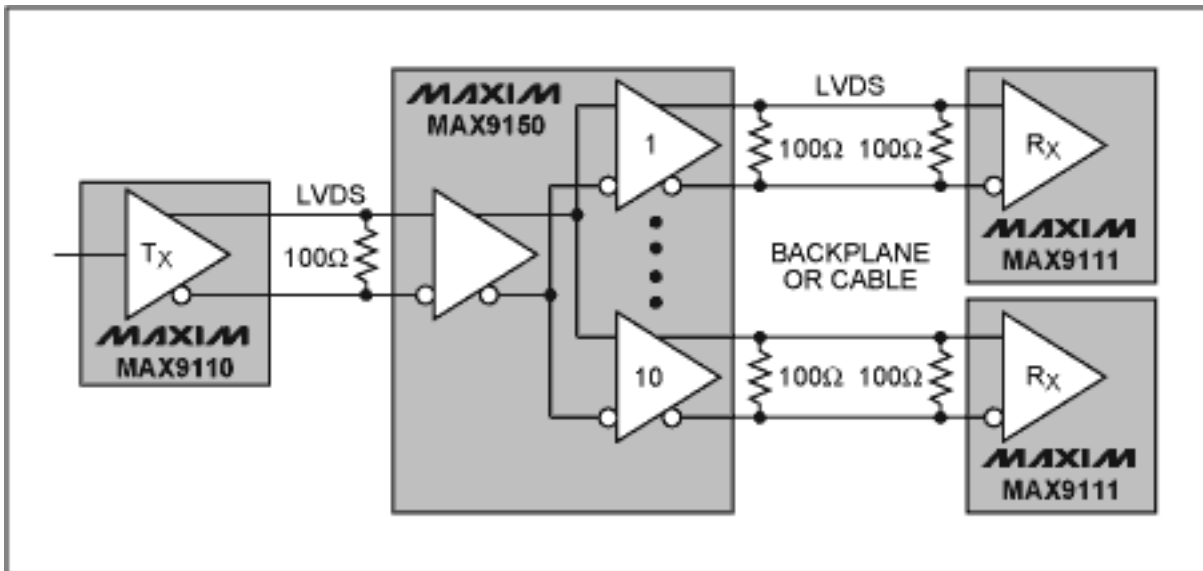 MAXIM
MAX9110
TX
LVDS
100Ω
MAXIM
MAX9150
1
10
LVDS
100Ω 100Ω
BACKPLANE
OR CABLE
100Ω 100Ω
RX
MAXIM
MAX9111
RX
MAXIM
MAX9111